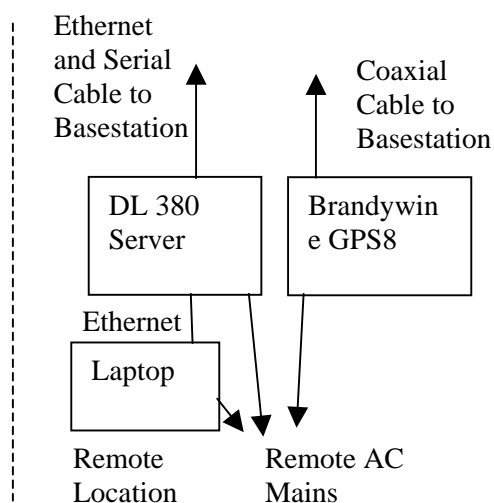 Ethernet
and Serial
Cable to
Basestation
Coaxial
Cable to
Basestation
DL 380
Server
Brandywin
e GPS8
Ethernet
Laptop
Remote
Location
Remote AC
Mains